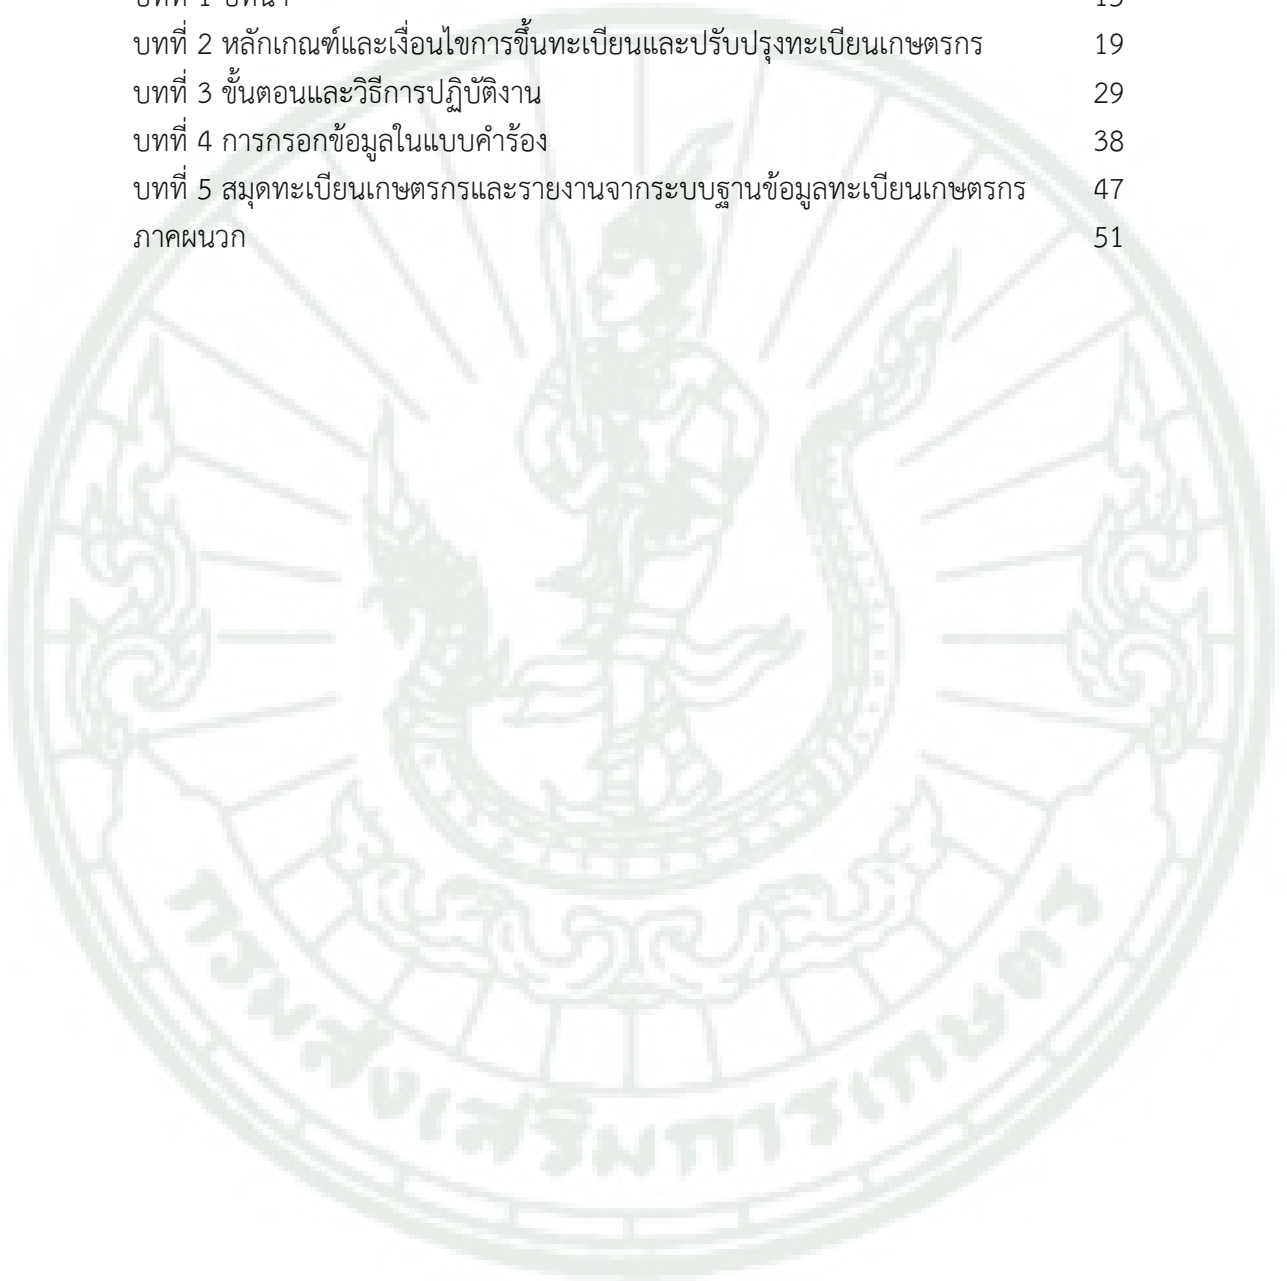 บทที่ 1 บทนำ 15
บทที่ 2 หลักเกณฑ์และเงื่อนไขการขึ้นทะเบียนและปรับปรุงทะเบียนเกษตรกร 19
บทที่ 3 ขั้นตอนและวิธีการปฏิบัติงาน 29
บทที่ 4 การกรอกข้อมูลในแบบคำร้อง 38
บทที่ 5 สมุดทะเบียนเกษตรกรและรายงานจากระบบฐานข้อมูลทะเบียนเกษตรกร 47
ภาคผนวก 51
กรมส่งเสริมการเกษตร